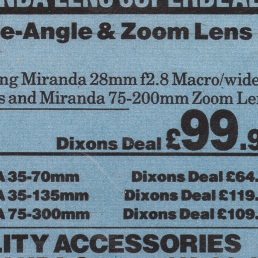 NDA LENS SUPERDEAL
e-Angle & Zoom Lens
ng Miranda 28mm f2.8 Macro/wide
s and Miranda 75-200mm Zoom Len
Dixons Deal £99.9
A 35-70mm Dixons Deal £64.
A 35-135mm Dixons Deal £119.
A 75-300mm Dixons Deal £109.
LITY ACCESSORIES